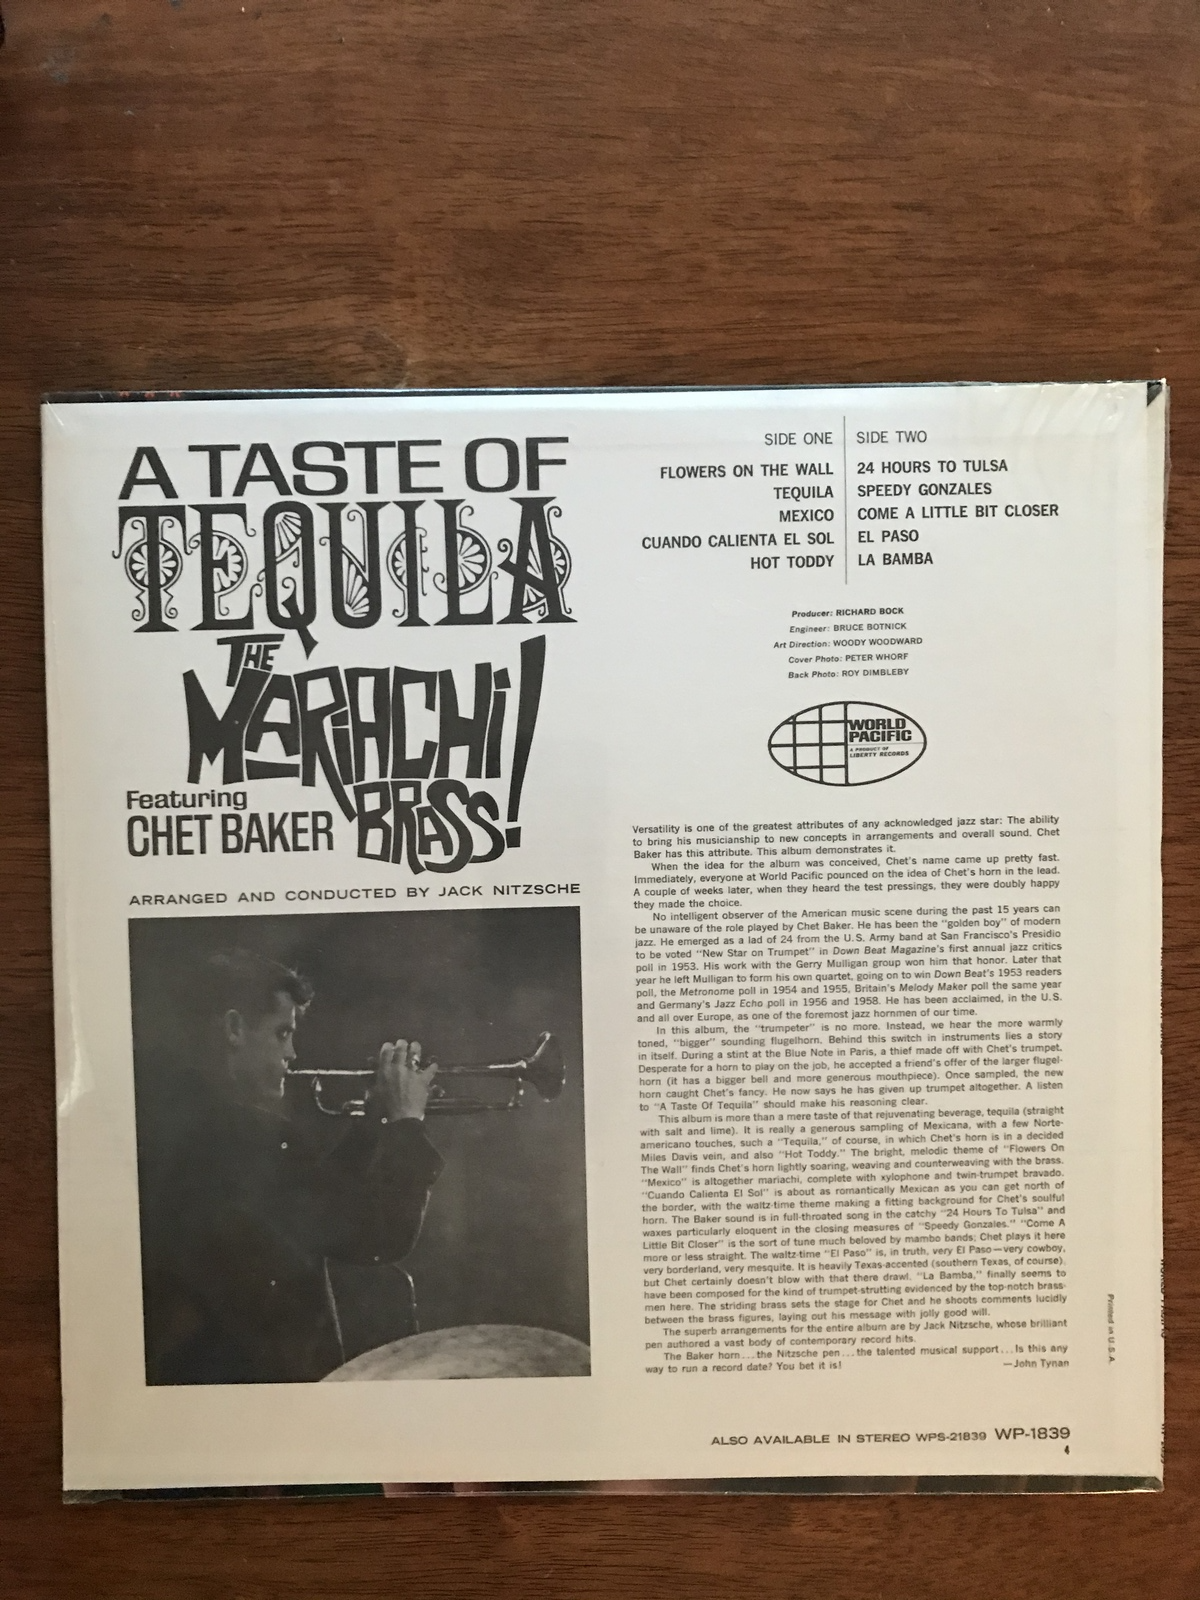 A TASTE OF
TEQUILA
THE
MARIACHI
BRASS!
Featuring
CHET BAKER
ARRANGED AND CONDUCTED BY JACK NITZSCHE
SIDE ONE
FLOWERS ON THE WALL
TEQUILA
MEXICO
CUANDO CALIENTA EL SOL
HOT TODDY
SIDE TWO
24 HOURS TO TULSA
SPEEDY GONZALES
COME A LITTLE BIT CLOSER
EL PASO
LA BAMBA
Producer: RICHARD BOCK
Engineer: BRUCE BOTNICK
Art Direction: WOODY WOODWARD
Cover Photo: PETER WHORF
Back Photo: ROY DIMBLEBY
WORLD
PACIFIC
A PRODUCT OF
LIBERTY RECORDS
Versatility is one of the greatest attributes of any acknowledged jazz star: The ability
to bring his musicianship to new concepts in arrangements and overall sound. Chet
Baker has this attribute. This album demonstrates it.
When the idea for the album was conceived, Chet's name came up pretty fast.
Immediately, everyone at World Pacific pounced on the idea of Chet's horn in the lead.
A couple of weeks later, when they heard the test pressings, they were doubly happy
they made the choice.
No intelligent observer of the American music scene during the past 15 years can
be unaware of the role played by Chet Baker. He has been the "golden boy" of modern
jazz. He emerged as a lad of 24 from the U.S. Army band at San Francisco's Presidio
to be voted "New Star on Trumpet" in Down Beat Magazine's first annual jazz critics
poll in 1953. His work with the Gerry Mulligan group won him that honor. Later that
year he left Mulligan to form his own quartet, going on to win Down Beat's 1953 readers
poll, the Metronome poll in 1954 and 1955, Britain's Melody Maker poll the same year
and Germany's Jazz Echo poll in 1956 and 1958. He has been acclaimed, in the U.S.
and all over Europe, as one of the foremost jazz hornmen of our time.
In this album, the "trumpeter" is no more. Instead, we hear the more warmly
toned, "bigger" sounding flugelhorn. Behind this switch in instruments lies a story
in itself. During a stint at the Blue Note in Paris, a thief made off with Chet's trumpet.
Desperate for a horn to play on the job, he accepted a friend's offer of the larger flugel-
horn (it has a bigger bell and more generous mouthpiece). Once sampled, the new
horn caught Chet's fancy. He now says he has given up trumpet altogether. A listen
to "A Taste Of Tequila" should make his reasoning clear.
This album is more than a mere taste of that rejuvenating beverage, tequila (straight
with salt and lime). It is really a generous sampling of Mexicana, with a few Norte-
americano touches, such a "Tequila," of course, in which Chet's horn is in a decided
Miles Davis vein, and also "Hot Toddy." The bright, melodic theme of "Flowers On
The Wall" finds Chet's horn lightly soaring, weaving and counterweaving with the brass.
"Mexico" is altogether mariachi, complete with xylophone and twin-trumpet bravado.
"Cuando Calienta El Sol" is about as romantically Mexican as you can get north of
the border, with the waltz-time theme making a fitting background for Chet's soulful
horn. The Baker sound is in full-throated song in the catchy "24 Hours To Tulsa" and
waxes particularly eloquent in the closing measures of "Speedy Gonzales." "Come A
Little Bit Closer" is the sort of tune much beloved by mambo bands; Chet plays it here
more or less straight. The waltz-time "El Paso" is, in truth, very El Paso—very cowboy,
very borderland, very mesquite. It is heavily Texas-accented (southern Texas, of course),
but Chet certainly doesn't blow with that there drawl. "La Bamba," finally seems to
have been composed for the kind of trumpet-strutting evidenced by the top-notch brass-
men here. The striding brass sets the stage for Chet and he shoots comments lucidly
between the brass figures, laying out his message with jolly good will.
The superb arrangements for the entire album are by Jack Nitzsche, whose brilliant
pen authored a vast body of contemporary record hits.
The Baker horn...the Nitzsche pen...the talented musical support...Is this any
way to run a record date? You bet it is!
—John Tynan
Printed in U.S.A.
ALSO AVAILABLE IN STEREO WPS-21839 WP-1839
4